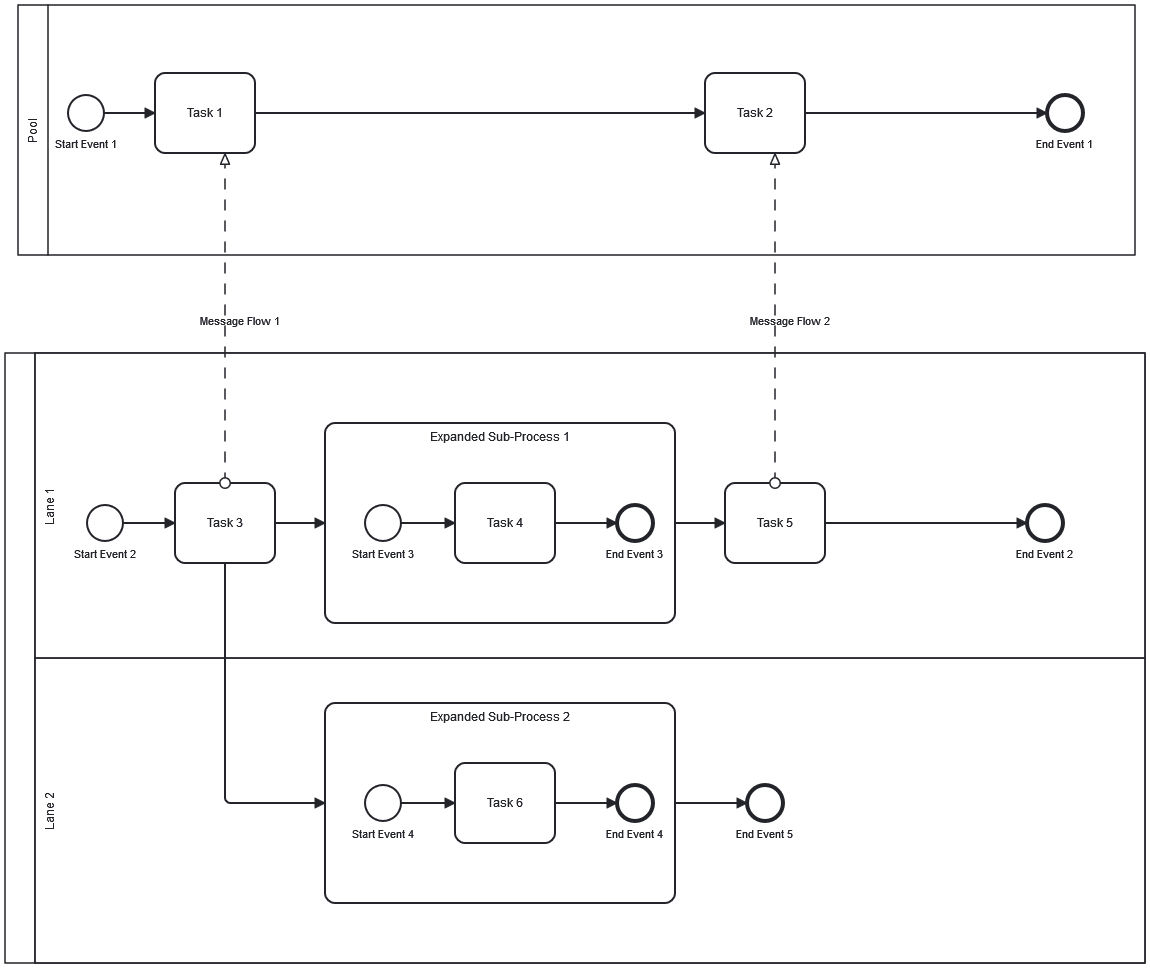 Pool
Start Event 1
Task 1
Task 2
End Event 1
Message Flow 1
Message Flow 2
Lane 1
Start Event 2
Task 3
Expanded Sub-Process 1
Start Event 3
Task 4
End Event 3
Task 5
End Event 2
Lane 2
Expanded Sub-Process 2
Start Event 4
Task 6
End Event 4
End Event 5